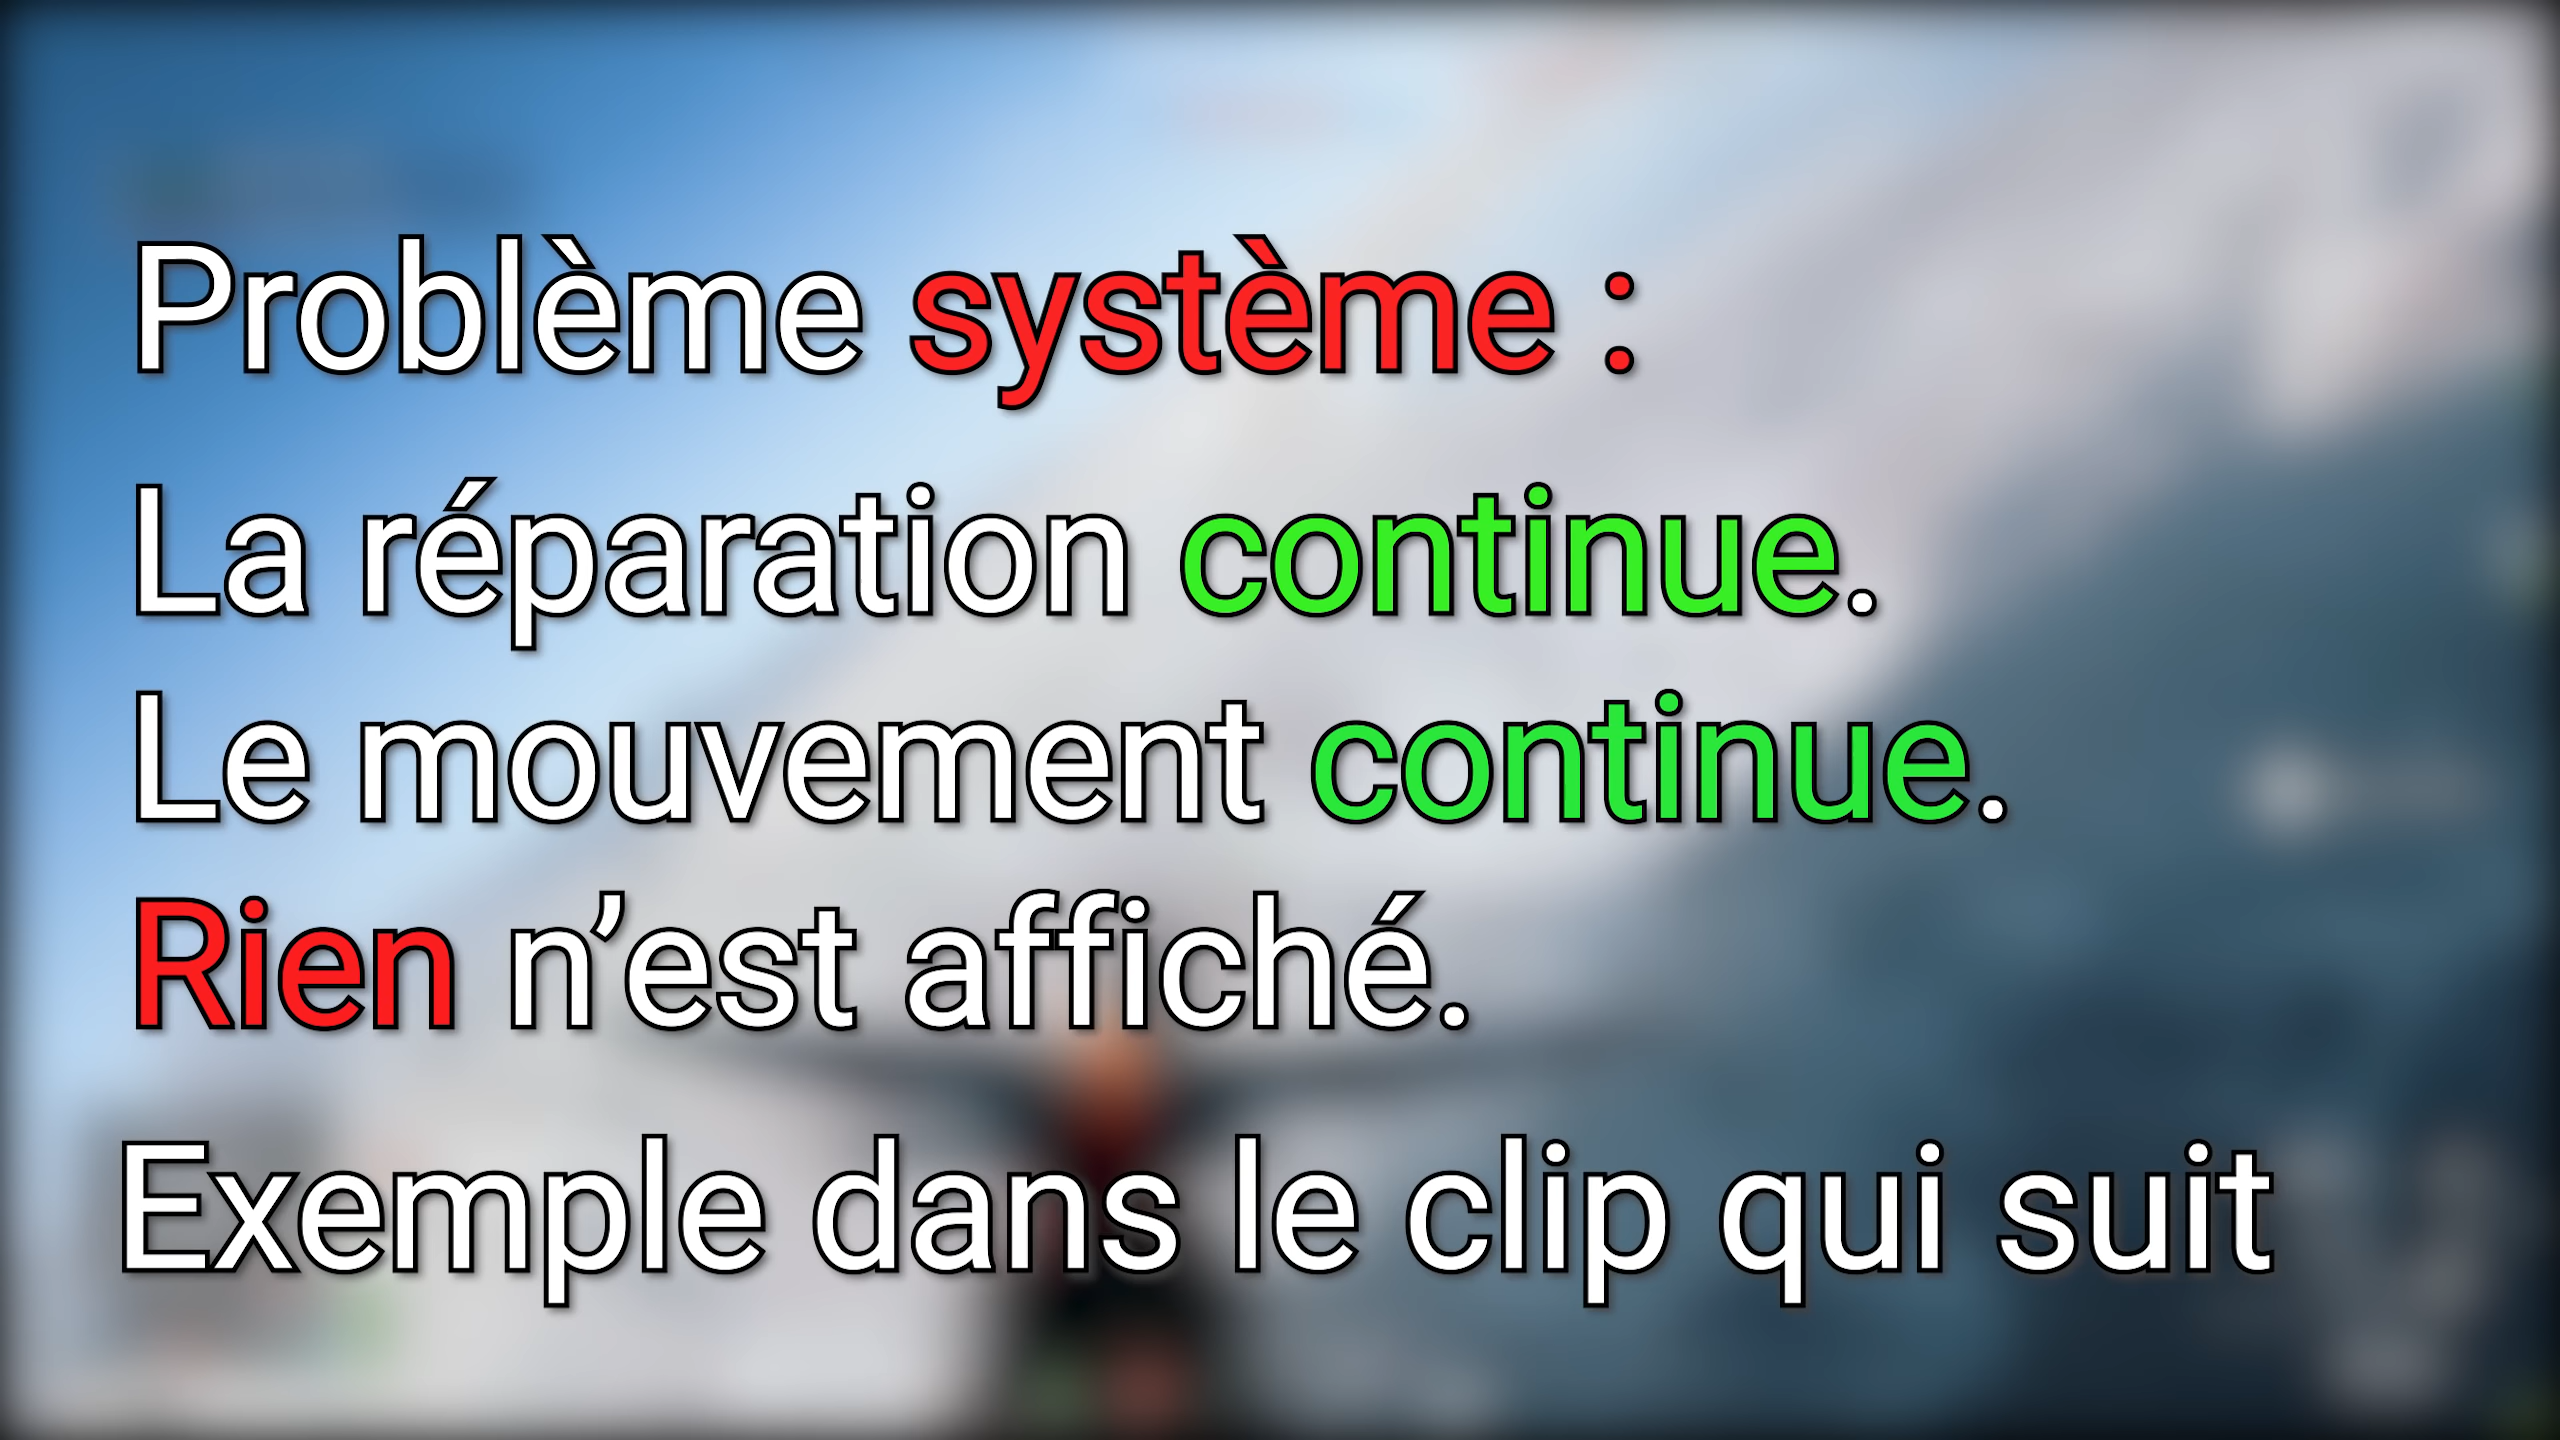 Problème système :
La réparation continue.
Le mouvement continue.
Rien n’est affiché.
Exemple dans le clip qui suit